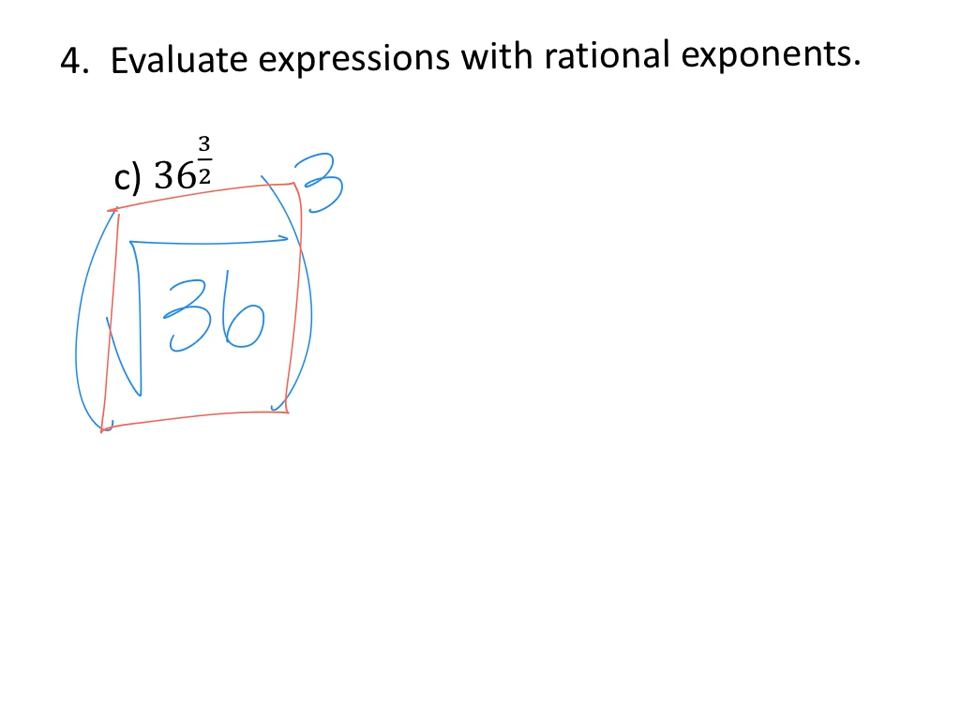 4. Evaluate expressions with rational exponents.
c) 36^(3/2)
(√36)^3